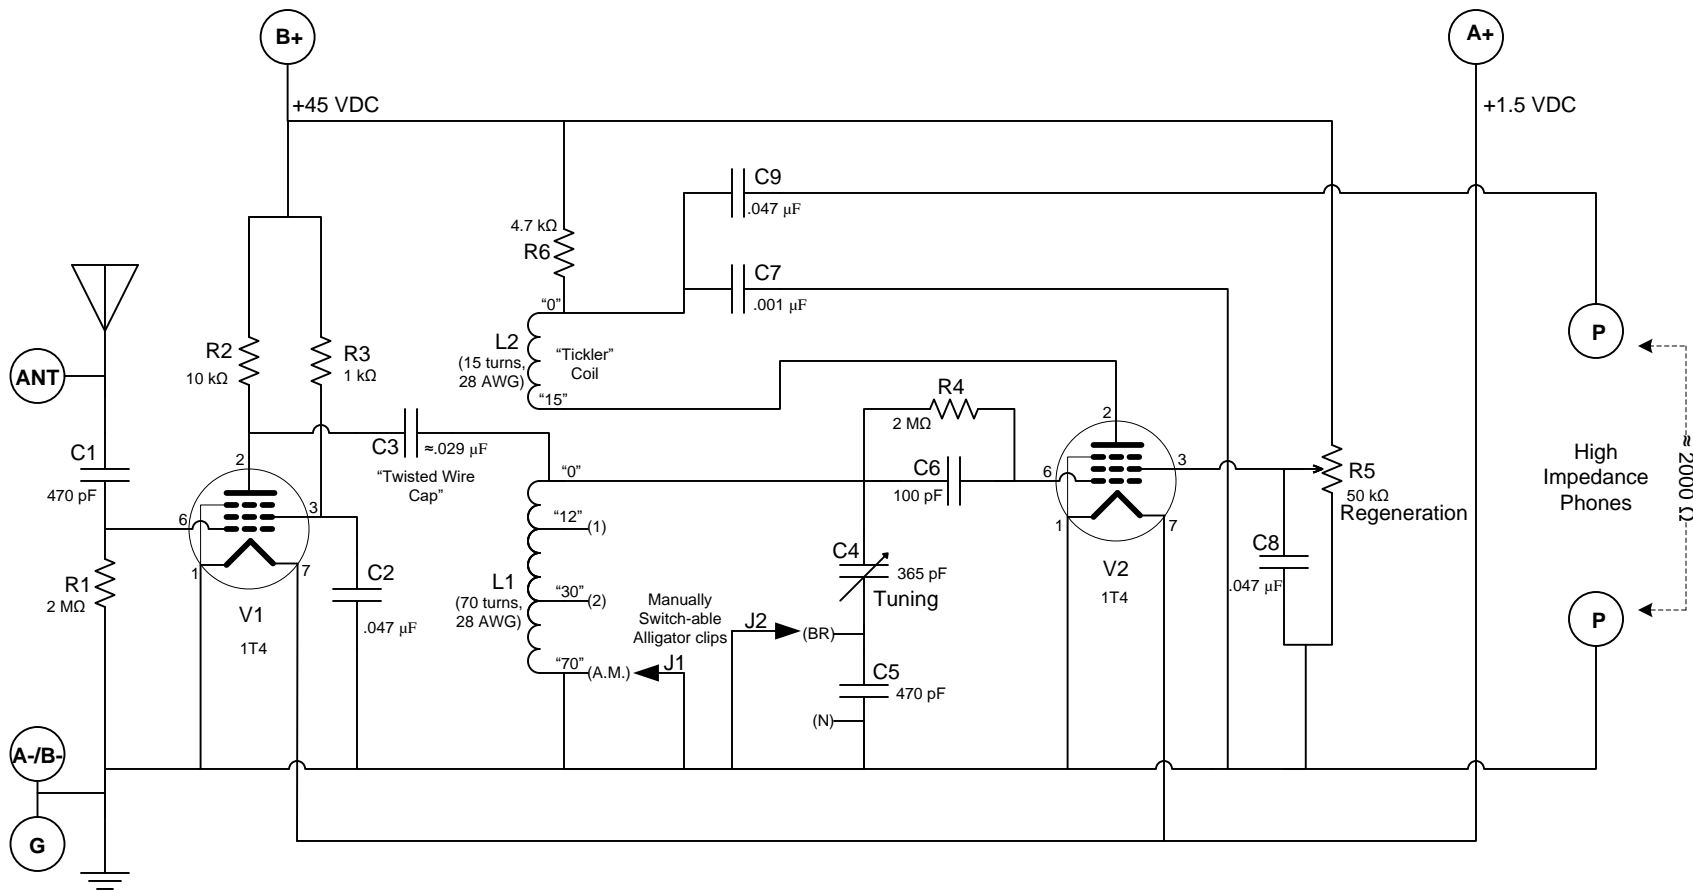 B+
A+
+45 VDC
+1.5 VDC
C9
.047 µF
4.7 kΩ
R6
C7
.001 µF
"0"
P
R2
10 kΩ
R3
1 kΩ
L2
(15 turns,
28 AWG)
"Tickler"
Coil
ANT
"15"
R4
2 MΩ
2
C3
≈.029 µF
"Twisted Wire
Cap"
C1
470 pF
2
"0"
C6
100 pF
6
3
R5
50 kΩ
Regeneration
High
Impedance
Phones
≈2000 Ω
6
3
"12"
(1)
1
7
C4
365 pF
Tuning
C8
.047 µF
R1
2 MΩ
1
7
C2
.047 µF
L1
(70 turns,
28 AWG)
"30"
(2)
Manually
Switch-able
Alligator clips
V2
1T4
V1
1T4
J2
(BR)
P
"70"
(A.M.)
J1
C5
470 pF
(N)
A-/B-
G